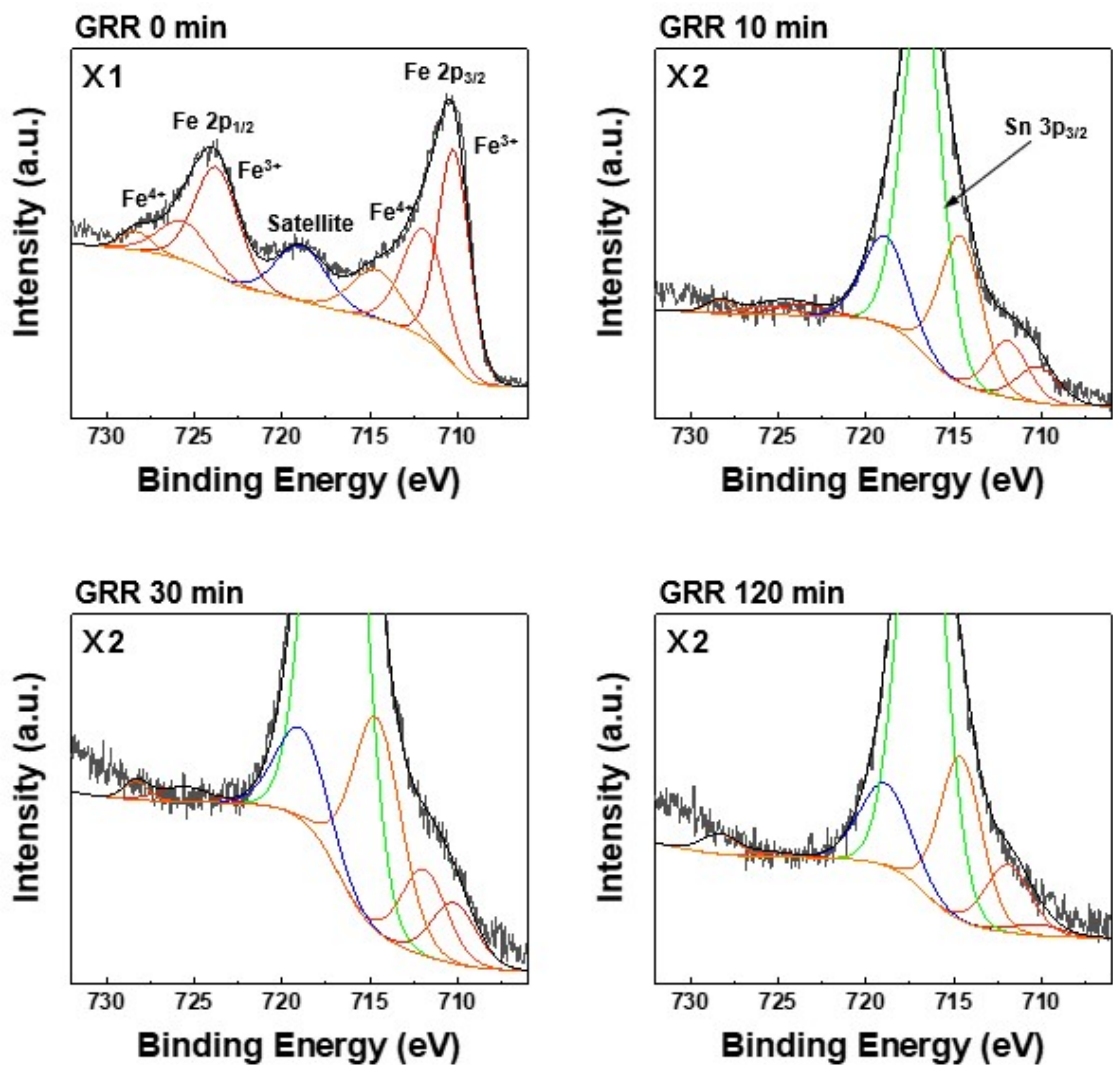 GRR 0 min
X1
Fe 2p3/2
Fe 2p1/2
Fe3+
Fe3+
Fe4+
Fe4+
Satellite
Intensity (a.u.)
730 725 720 715 710
Binding Energy (eV)
GRR 10 min
X2
Sn 3p3/2
Intensity (a.u.)
730 725 720 715 710
Binding Energy (eV)
GRR 30 min
X2
Intensity (a.u.)
730 725 720 715 710
Binding Energy (eV)
GRR 120 min
X2
Intensity (a.u.)
730 725 720 715 710
Binding Energy (eV)